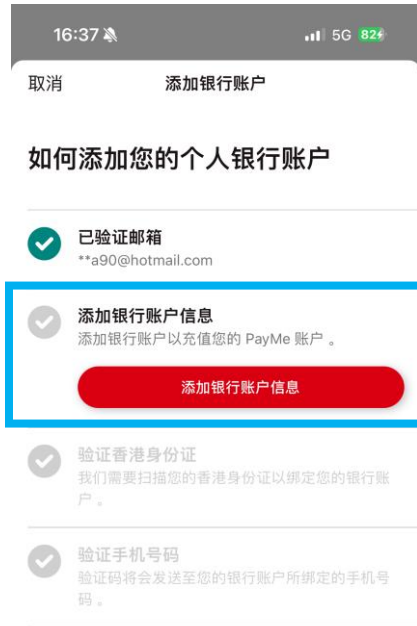 16:37 5G 82
取消 添加银行账户
如何添加您的个人银行账户
已验证邮箱
**a90@hotmail.com
添加银行账户信息
添加银行账户以充值您的 PayMe 账户 。
添加银行账户信息
验证香港身份证
我们需要扫描您的香港身份证以绑定您的银行账
户 。
验证手机号码
验证码将会发送至您的银行账户所绑定的手机号
码 。